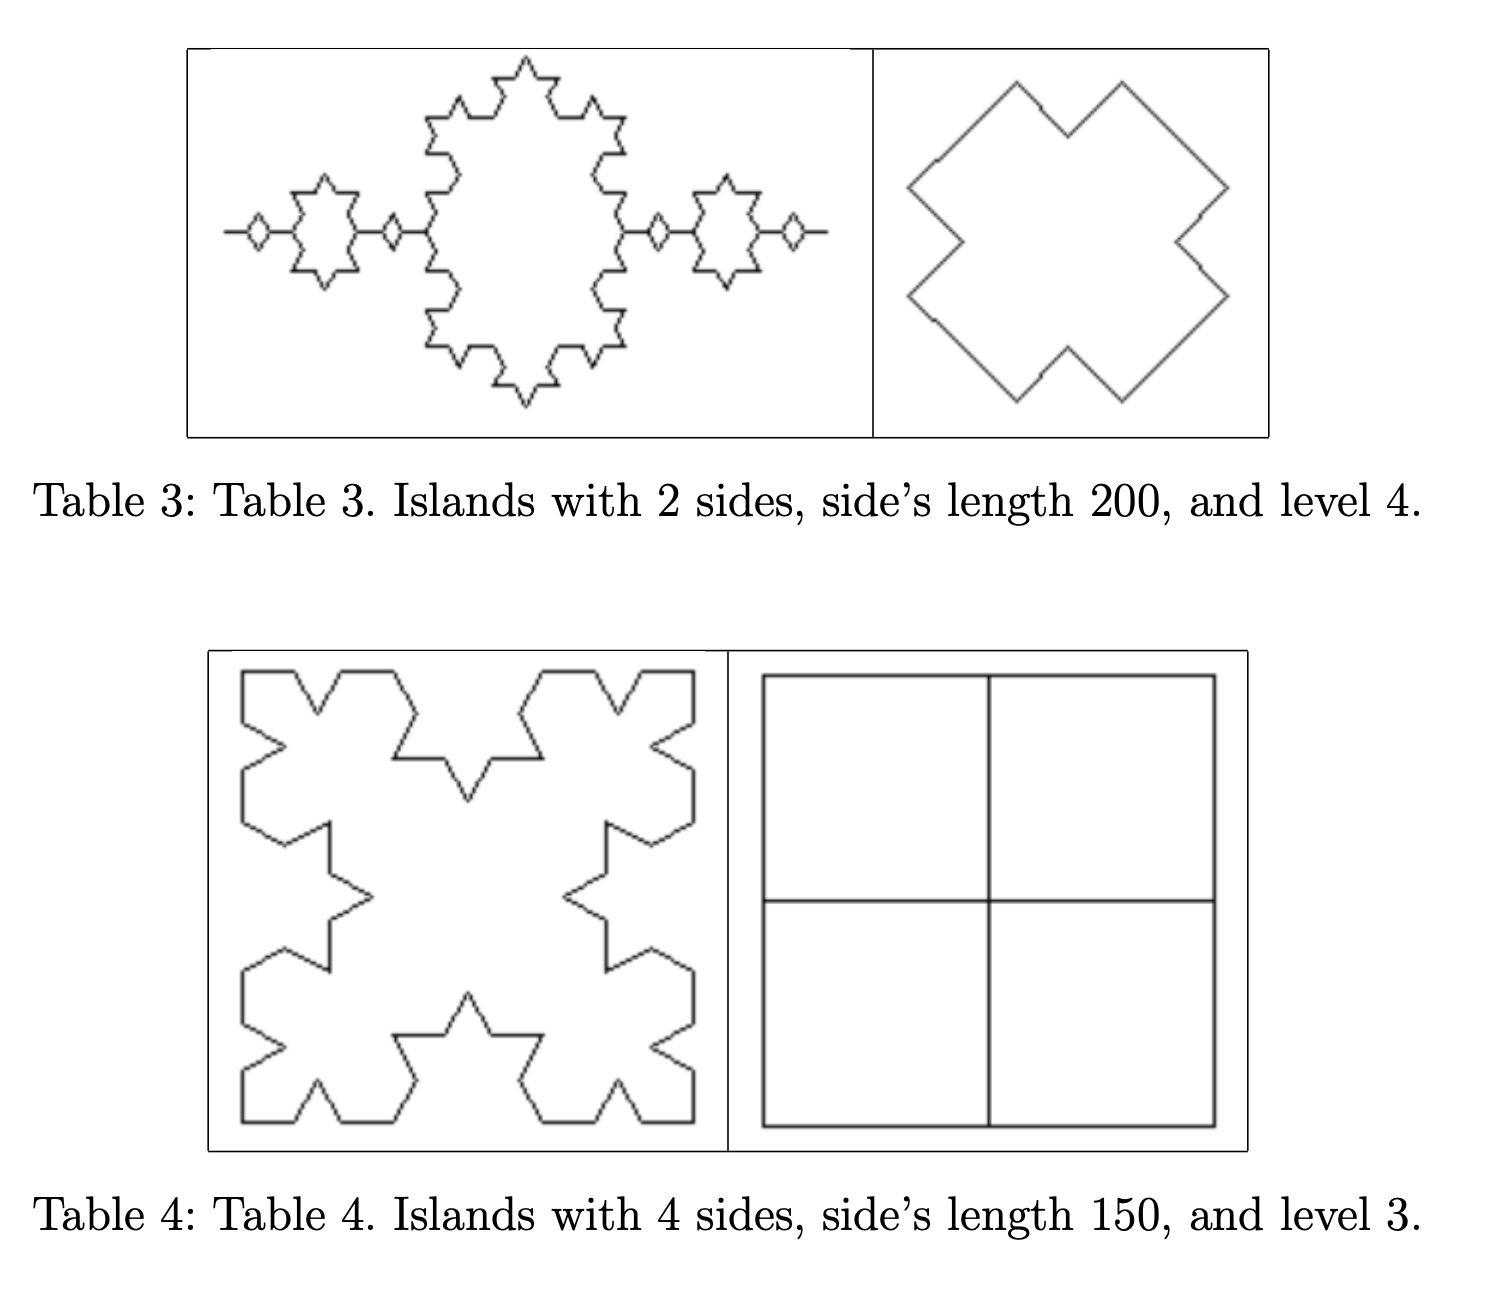 Table 3: Table 3. Islands with 2 sides, side's length 200, and level 4.
Table 4: Table 4. Islands with 4 sides, side's length 150, and level 3.